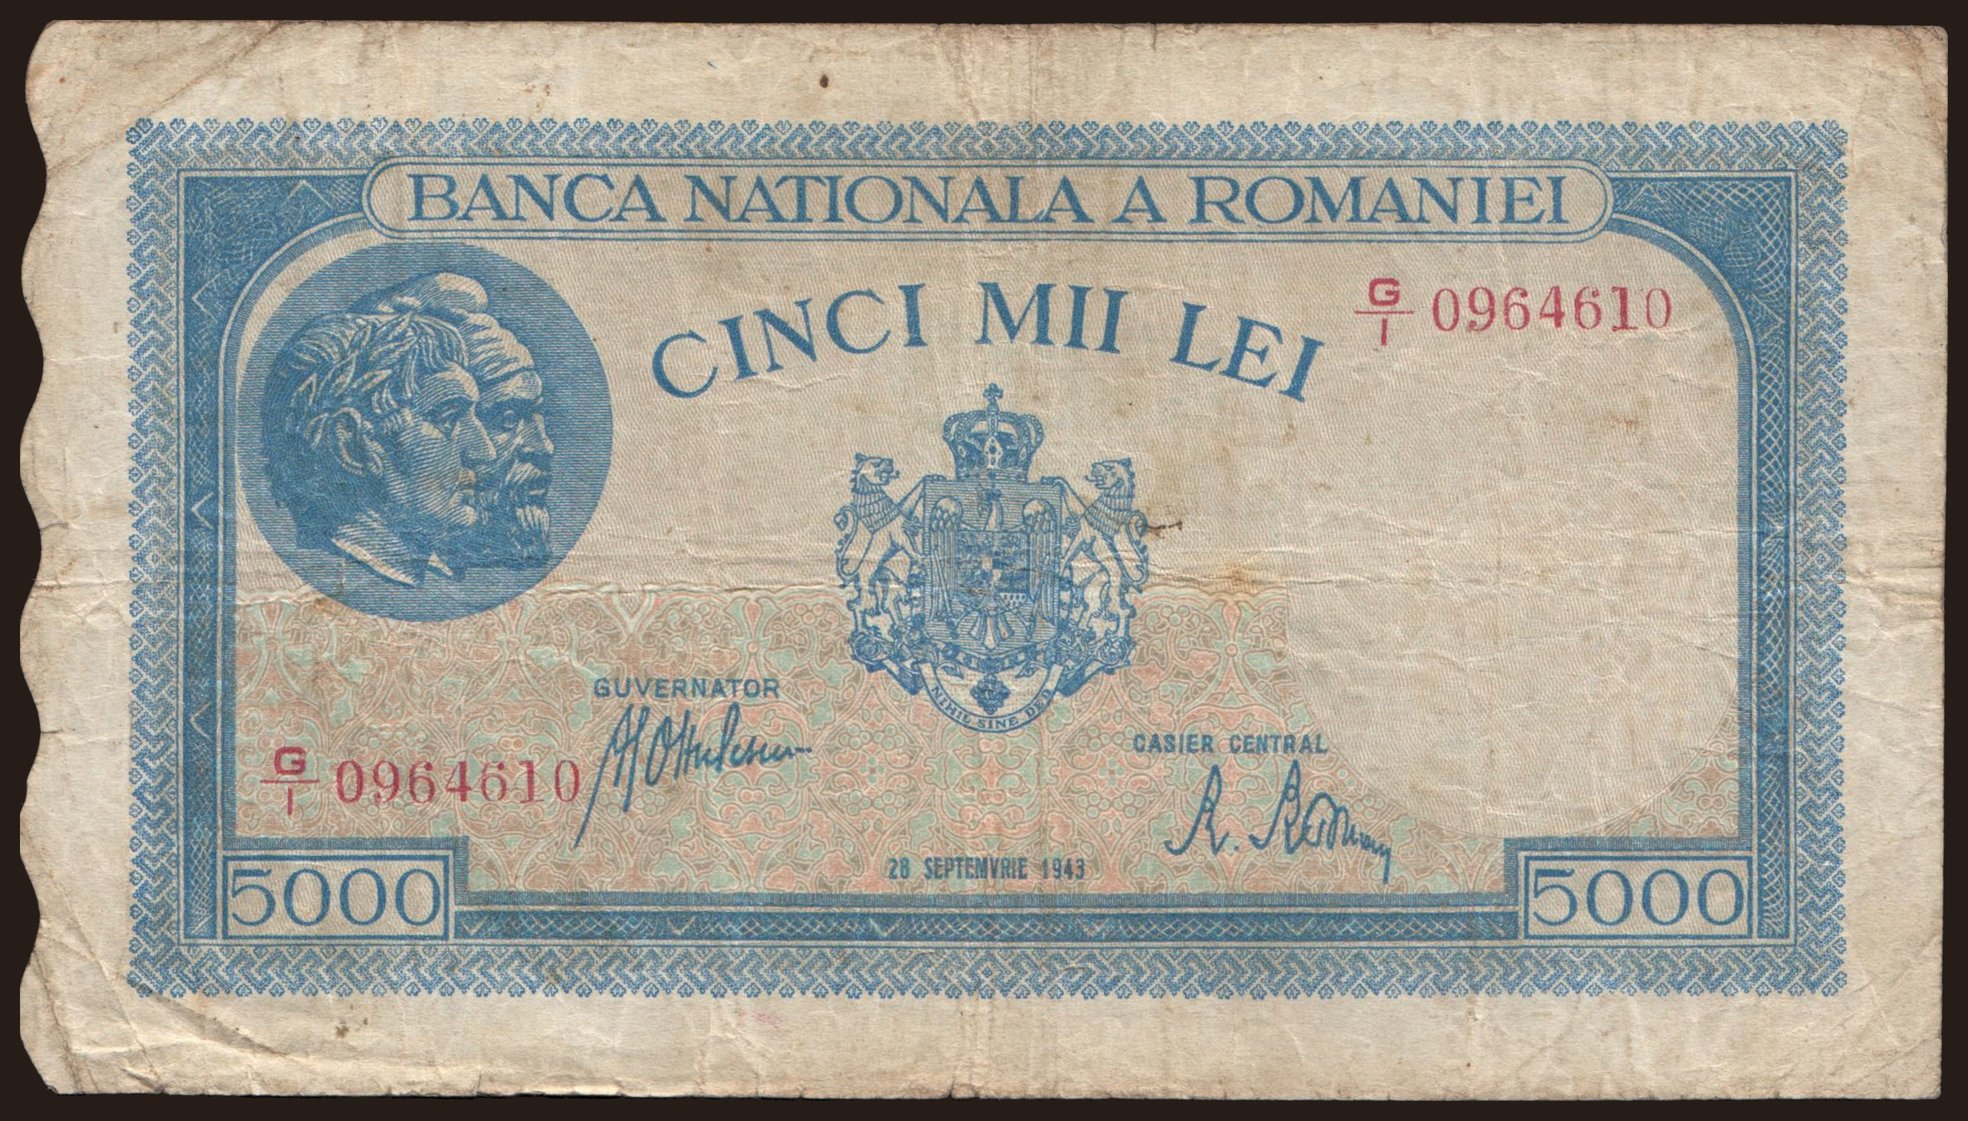 BANCA NATIONALA A ROMANIEI
CINCI MII LEI
G
I 0964610
NIHIL SINE DEO
GUVERNATOR
CASIER CENTRAL
G
I 0964610
28 SEPTEMVRIE 1943
5000
5000